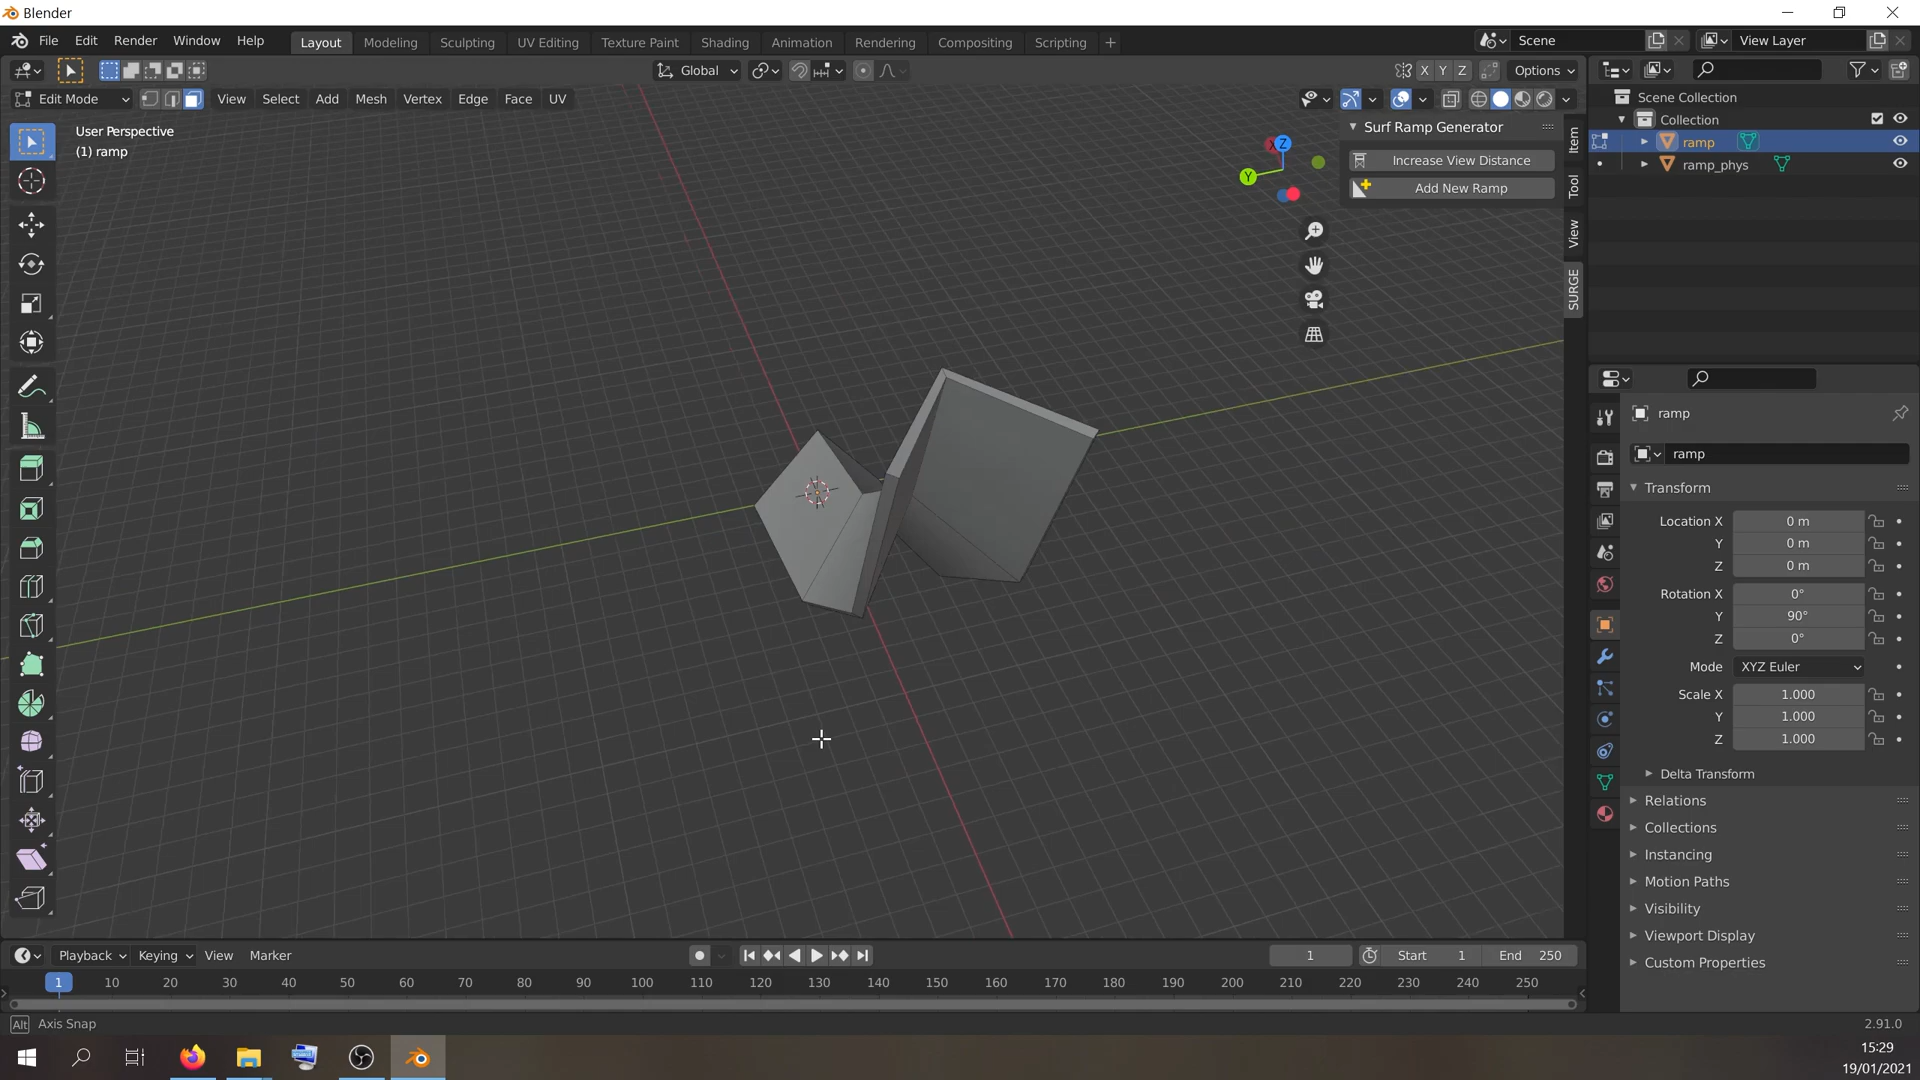 Blender
File Edit Render Window Help
Layout Modeling Sculpting UV Editing Texture Paint Shading Animation Rendering Compositing Scripting
Scene
View Layer
Global
X Y Z Options
Edit Mode
View Select Add Mesh Vertex Edge Face UV
User Perspective
(1) ramp
X
Y
Z
Surf Ramp Generator
Increase View Distance
Add New Ramp
Item
Tool
View
SURGE
Scene Collection
Collection
ramp
ramp_phys
ramp
ramp
Transform
Location X 0 m
Y 0 m
Z 0 m
Rotation X 0°
Y 90°
Z 0°
Mode XYZ Euler
Scale X 1.000
Y 1.000
Z 1.000
Delta Transform
Relations
Collections
Instancing
Motion Paths
Visibility
Viewport Display
Custom Properties
Playback Keying View Marker
1 Start 1 End 250
1 10 20 30 40 50 60 70 80 90 100 110 120 130 140 150 160 170 180 190 200 210 220 230 240 250
Alt Axis Snap
2.91.0
15:29
19/01/2021